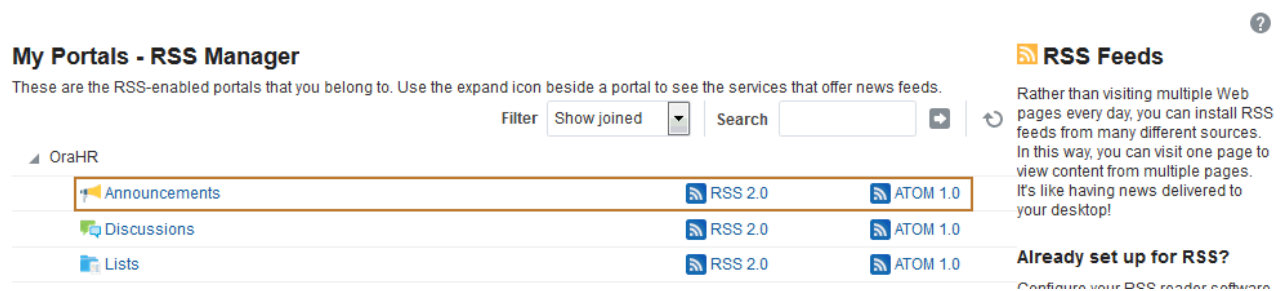 ?
My Portals - RSS Manager
These are the RSS-enabled portals that you belong to. Use the expand icon beside a portal to see the services that offer news feeds.
Filter Show joined Search
OraHR
Announcements RSS 2.0 ATOM 1.0
Discussions RSS 2.0 ATOM 1.0
Lists RSS 2.0 ATOM 1.0
RSS Feeds
Rather than visiting multiple Web
pages every day, you can install RSS
feeds from many different sources.
In this way, you can visit one page to
view content from multiple pages.
It's like having news delivered to
your desktop!
Already set up for RSS?
Configure your RSS reader software